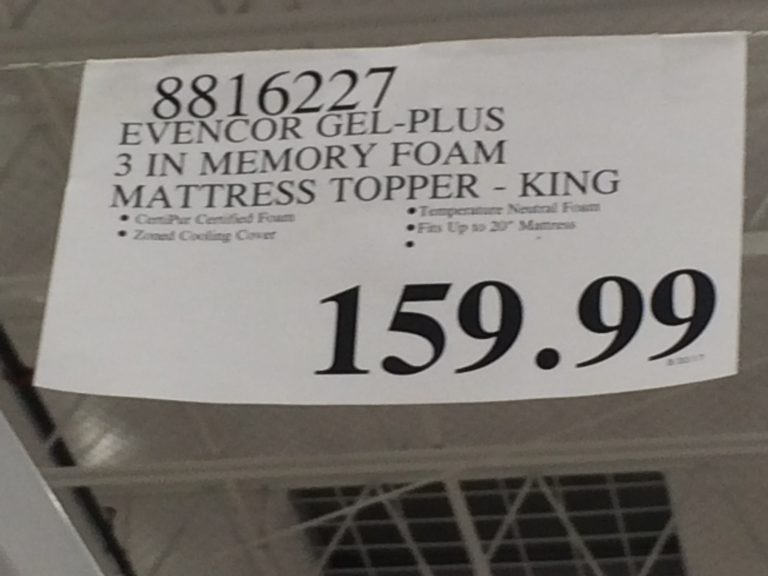 8816227
EVENCOR GEL-PLUS
3 IN MEMORY FOAM
MATTRESS TOPPER - KING
• CertiPur Certified Foam
• Zoned Cooling Cover
• Temperature Neutral Foam
• Fits Up to 20" Mattress
•
159.99